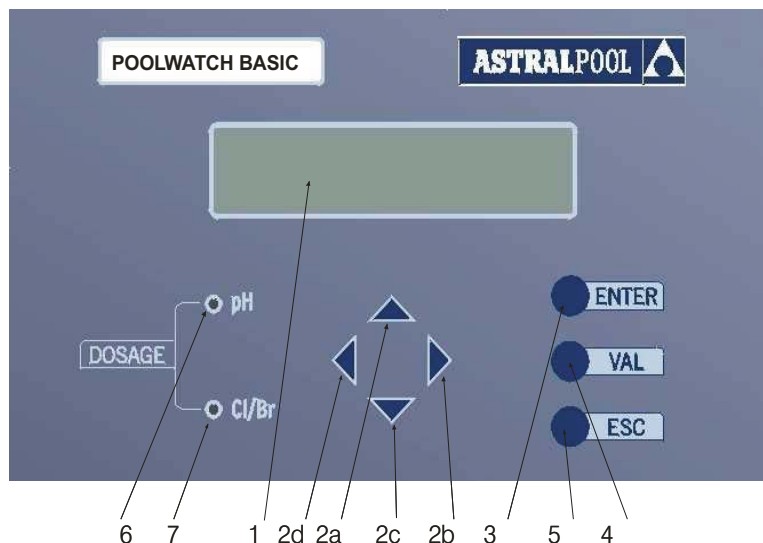 POOLWATCH BASIC
ASTRALPOOL
pH
DOSAGE
Cl/Br
ENTER
VAL
ESC
6 7 1 2d 2a 2c 2b 3 5 4